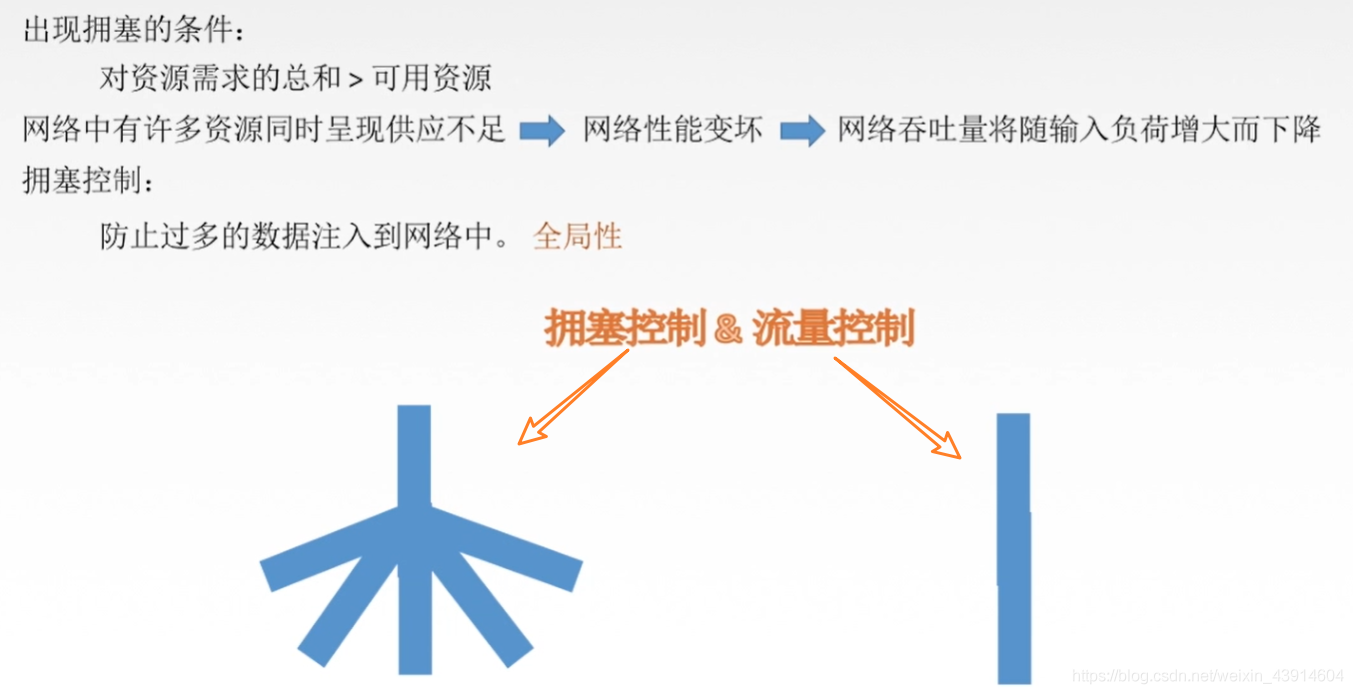 出现拥塞的条件：
对资源需求的总和 > 可用资源
网络中有许多资源同时呈现供应不足 网络性能变坏 网络吞吐量将随输入负荷增大而下降
拥塞控制：
防止过多的数据注入到网络中。 全局性
拥塞控制 & 流量控制
https://blog.csdn.net/weixin_43914604